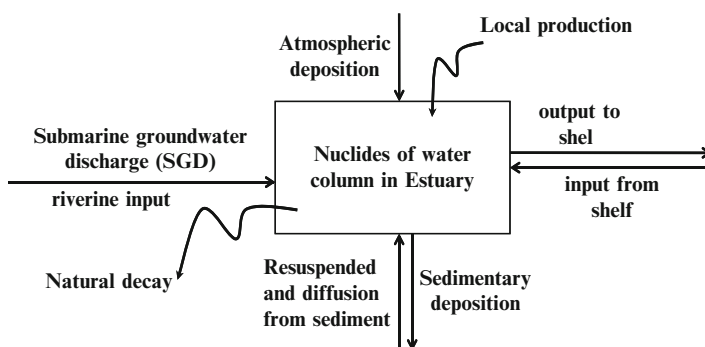 Atmospheric
deposition
Local production
Submarine groundwater
discharge (SGD)
riverine input
Nuclides of water
column in Estuary
output to
shel
input from
shelf
Natural decay
Resuspended
and diffusion
from sediment
Sedimentary
deposition